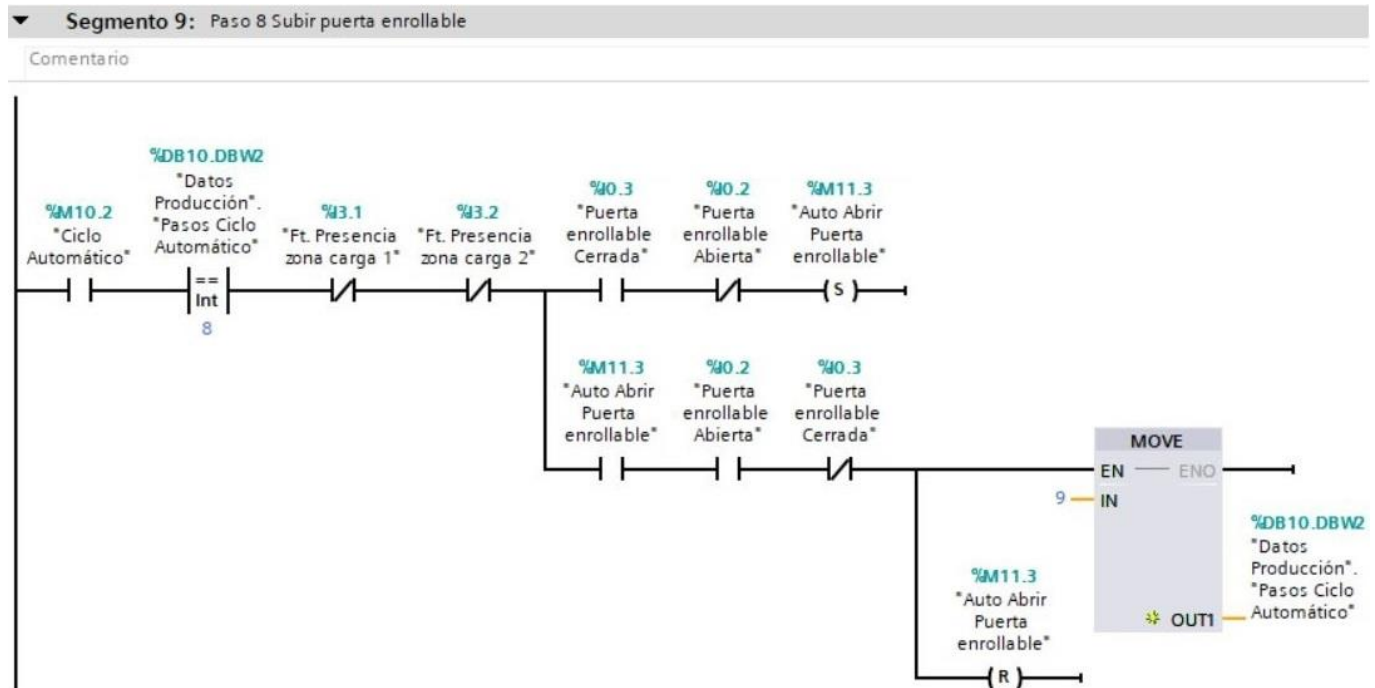 Segmento 9: Paso 8 Subir puerta enrollable
Comentario
%M10.2
"Ciclo
Automático"
%DB10.DBW2
"Datos
Producción".
"Pasos Ciclo
Automático"
==
Int
8
%I3.1
"Ft. Presencia
zona carga 1"
%I3.2
"Ft. Presencia
zona carga 2"
%I0.3
"Puerta
enrollable
Cerrada"
%I0.2
"Puerta
enrollable
Abierta"
%M11.3
"Auto Abrir
Puerta
enrollable"
S
%M11.3
"Auto Abrir
Puerta
enrollable"
%I0.2
"Puerta
enrollable
Abierta"
%I0.3
"Puerta
enrollable
Cerrada"
MOVE
EN ENO
9 IN
OUT1
%DB10.DBW2
"Datos
Producción".
"Pasos Ciclo
Automático"
%M11.3
"Auto Abrir
Puerta
enrollable"
R